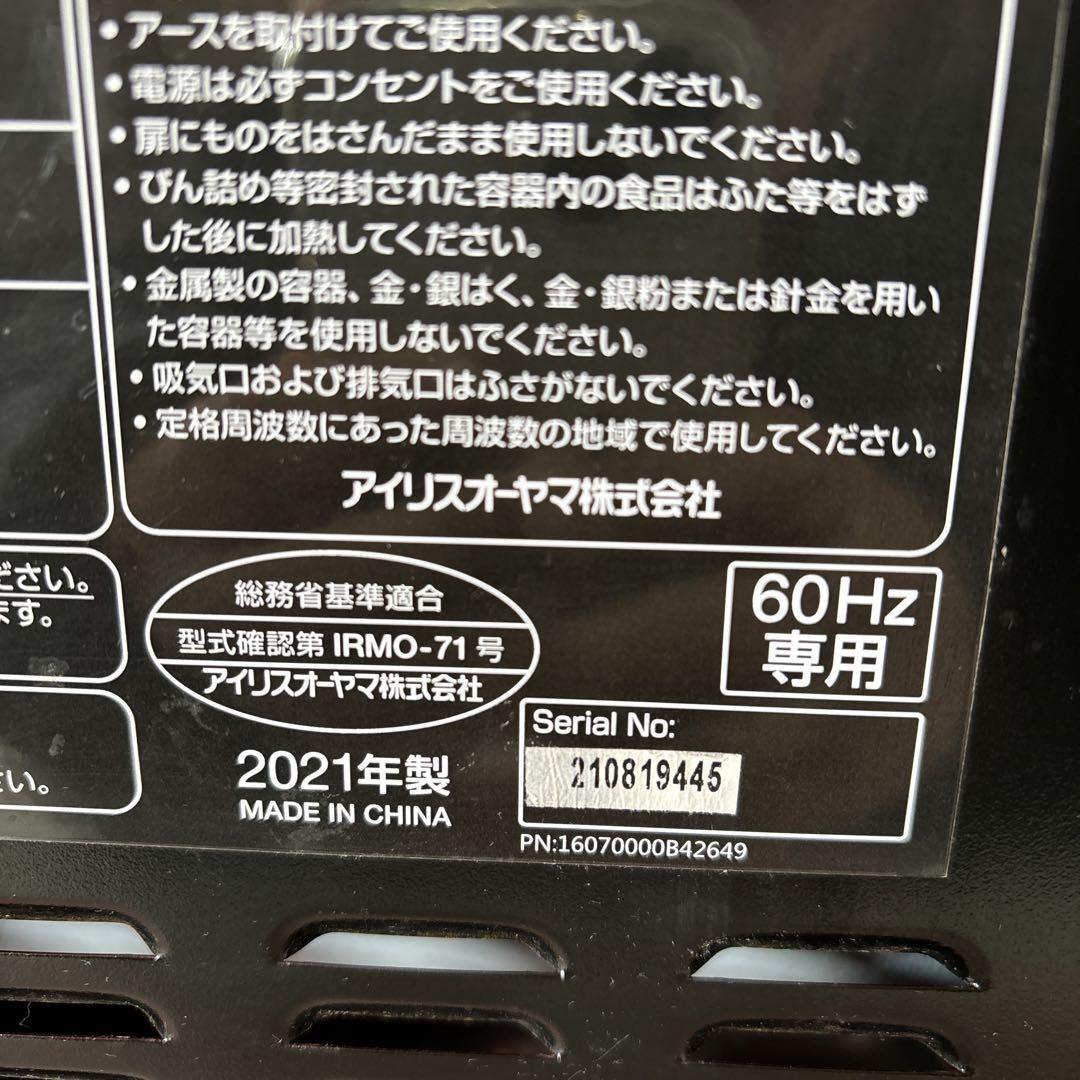 ・アースを取付けてご使用ください。
・電源は必ずコンセントをご使用ください。
・扉にものをはさんだまま使用しないでください。
・びん詰め等密封された容器内の食品はふた等をはず
した後に加熱してください。
・金属製の容器、金・銀はく、金・銀粉または針金を用い
た容器等を使用しないでください。
・吸気口および排気口はふさがないでください。
・定格周波数にあった周波数の地域で使用してください。
アイリスオーヤマ株式会社
ださい。
ます。
総務省基準適合
型式確認第 IRMO-71 号
アイリスオーヤマ株式会社
60Hz
専用
さい。
2021年製
MADE IN CHINA
Serial No:
210819445
PN:16070000B42649